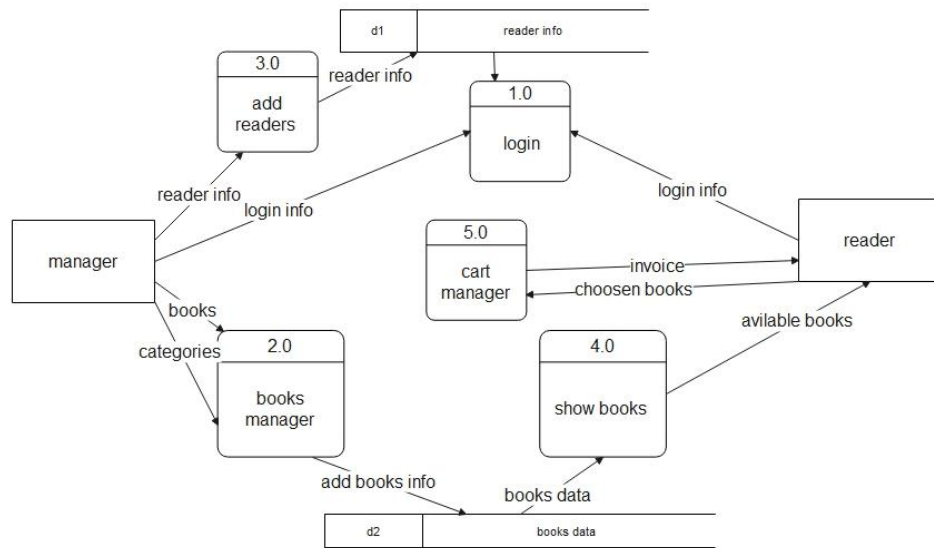 d1
reader info
3.0
add
readers
reader info
1.0
login
reader info
login info
login info
manager
reader
5.0
cart
manager
invoice
choosen books
books
categories
avilable books
2.0
books
manager
4.0
show books
add books info
books data
d2
books data